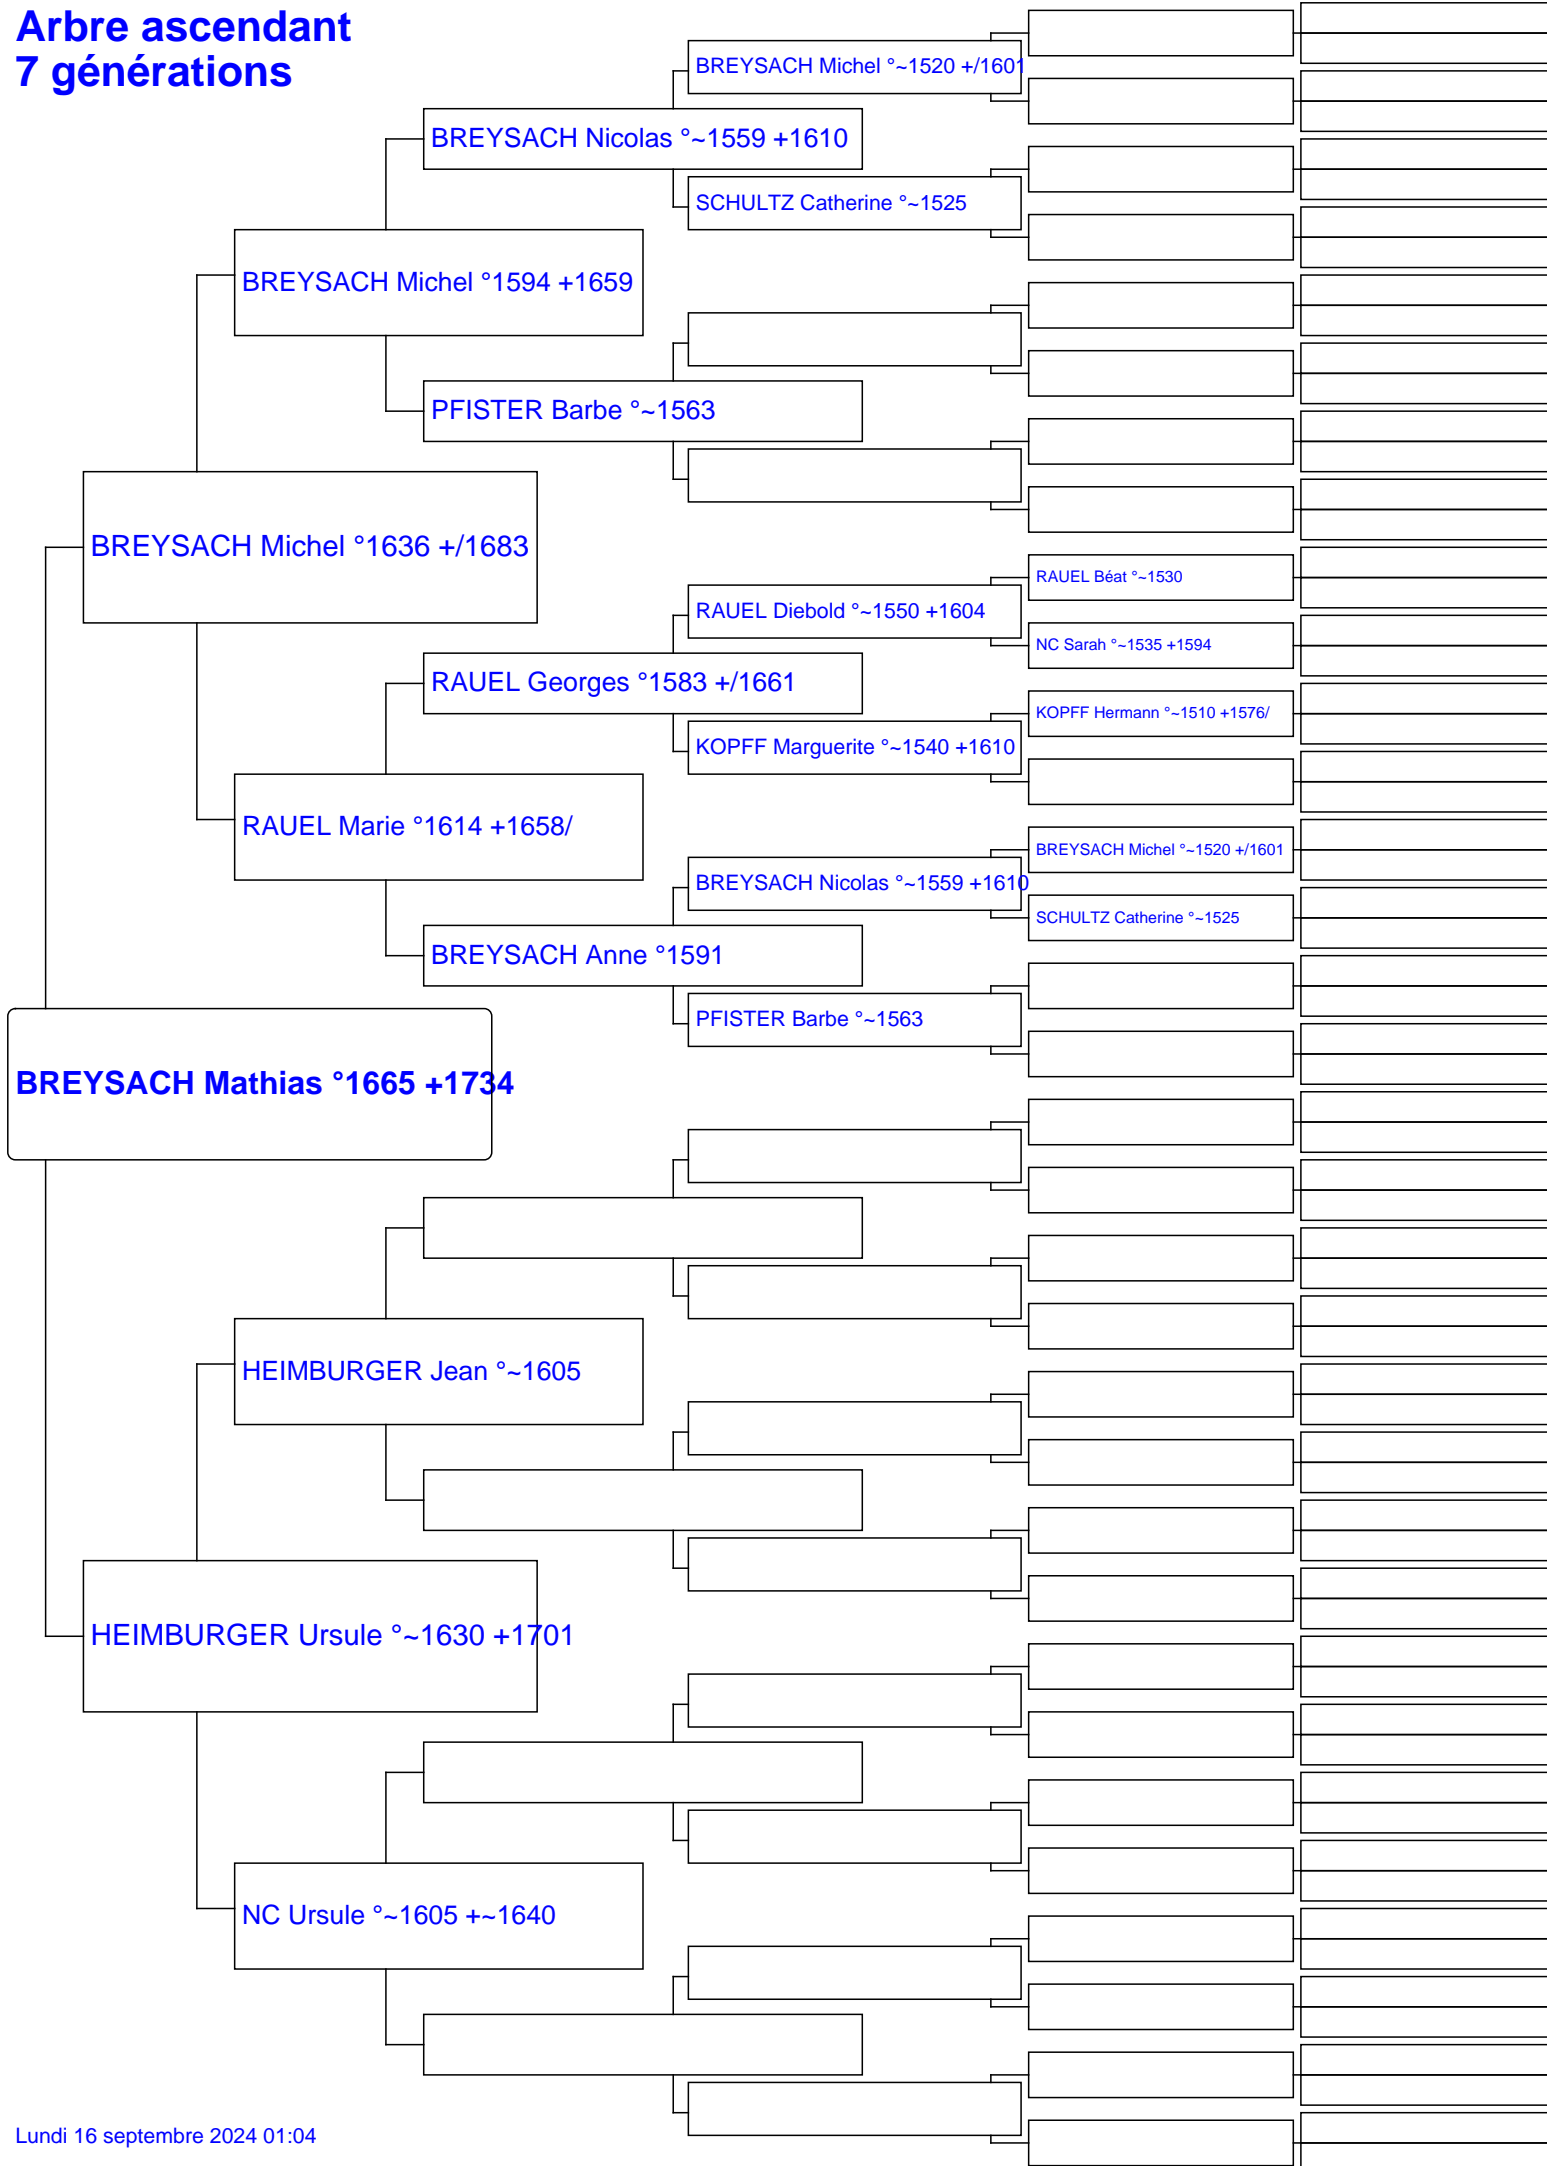 Arbre ascendant
7 générations
BREYSACH Michel °~1520 +/1601
BREYSACH Nicolas °~1559 +1610
SCHULTZ Catherine °~1525
BREYSACH Michel °1594 +1659
PFISTER Barbe °~1563
BREYSACH Michel °1636 +/1683
RAUEL Béat °~1530
RAUEL Diebold °~1550 +1604
NC Sarah °~1535 +1594
RAUEL Georges °1583 +/1661
KOPFF Hermann °~1510 +1576/
KOPFF Marguerite °~1540 +1610
RAUEL Marie °1614 +1658/
BREYSACH Michel °~1520 +/1601
BREYSACH Nicolas °~1559 +1610
SCHULTZ Catherine °~1525
BREYSACH Anne °1591
PFISTER Barbe °~1563
BREYSACH Mathias °1665 +1734
HEIMBURGER Jean °~1605
HEIMBURGER Ursule °~1630 +1701
NC Ursule °~1605 +~1640
Lundi 16 septembre 2024 01:04